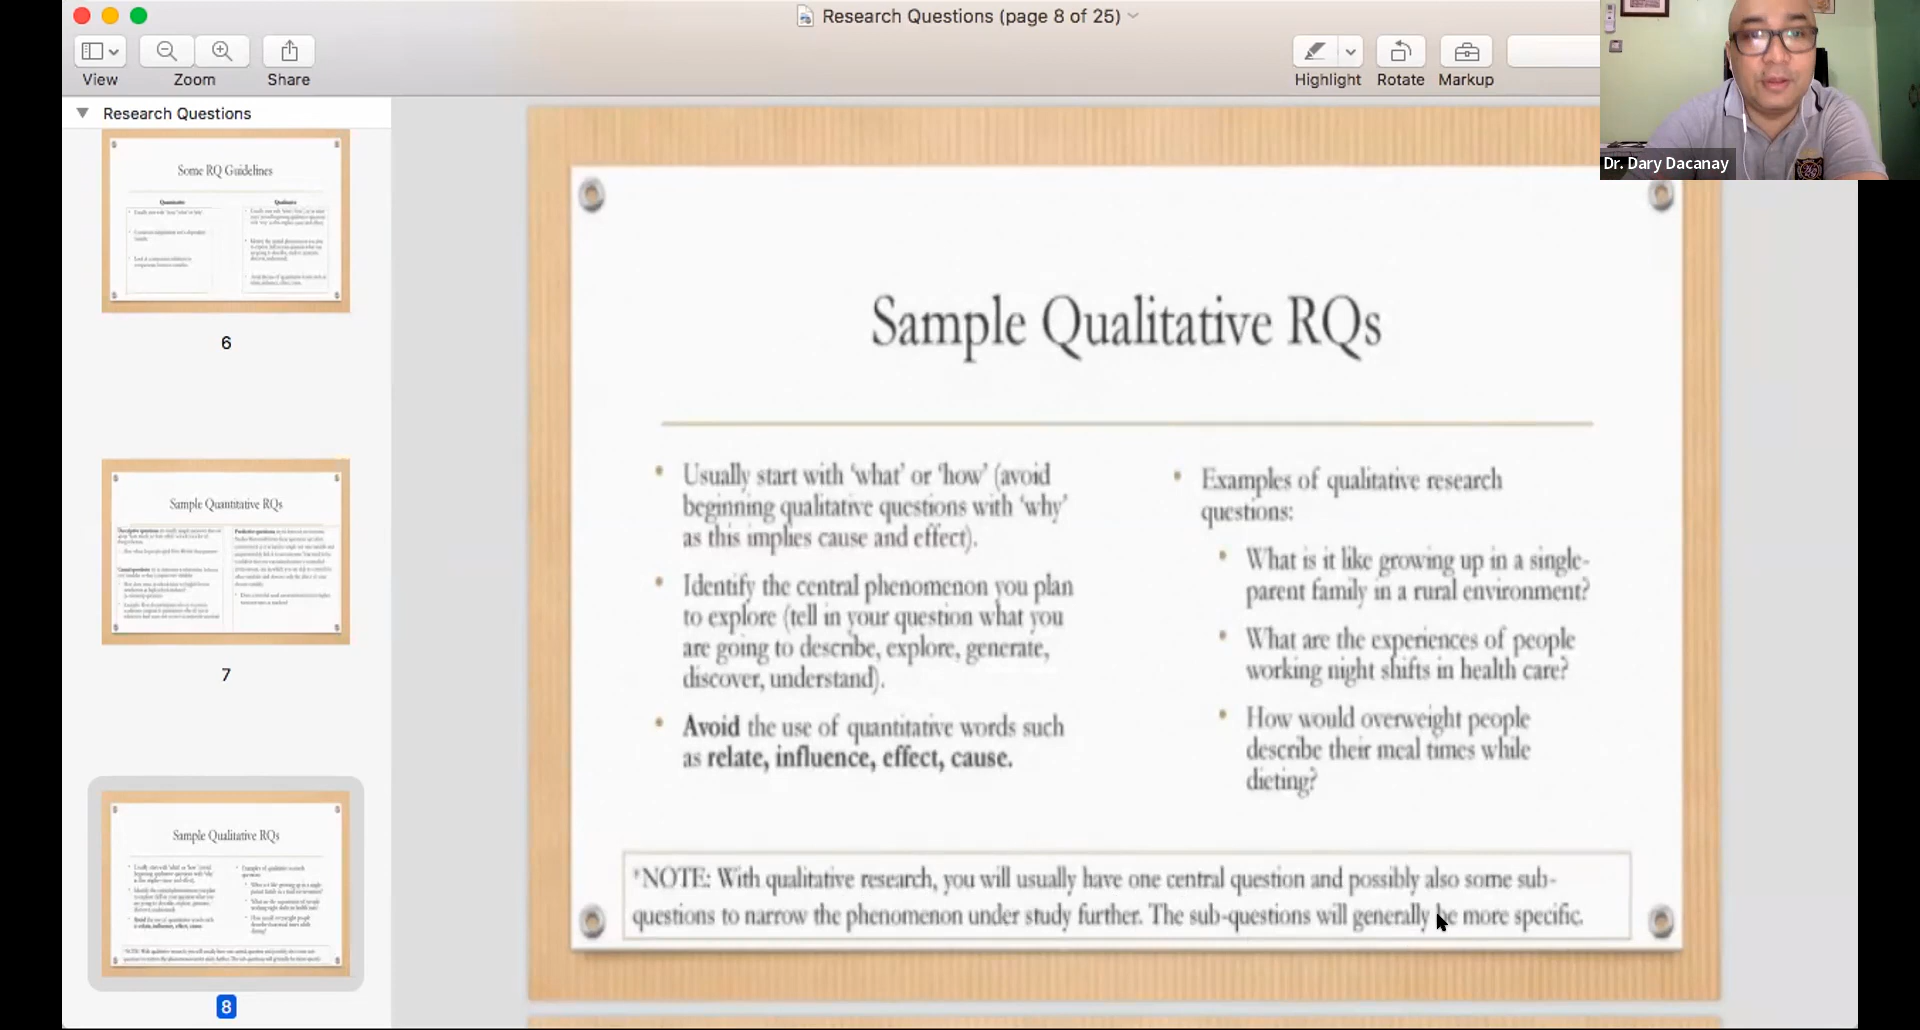 Research Questions (page 8 of 25)
View
Zoom
Share
Highlight
Rotate
Markup
Dr. Dary Dacanay
Research Questions
Some RQ Guidelines
Quantitative
Qualitative
6
Sample Quantitative RQs
7
Sample Qualitative RQs
8
Sample Qualitative RQs
• Usually start with ‘what’ or ‘how’ (avoid
beginning qualitative questions with ‘why’
as this implies cause and effect).
• Identify the central phenomenon you plan
to explore (tell in your question what you
are going to describe, explore, generate,
discover, understand).
• Avoid the use of quantitative words such
as relate, influence, effect, cause.
• Examples of qualitative research
questions:
• What is it like growing up in a single-
parent family in a rural environment?
• What are the experiences of people
working night shifts in health care?
• How would overweight people
describe their meal times while
dieting?
*NOTE: With qualitative research, you will usually have one central question and possibly also some sub-
questions to narrow the phenomenon under study further. The sub-questions will generally be more specific.